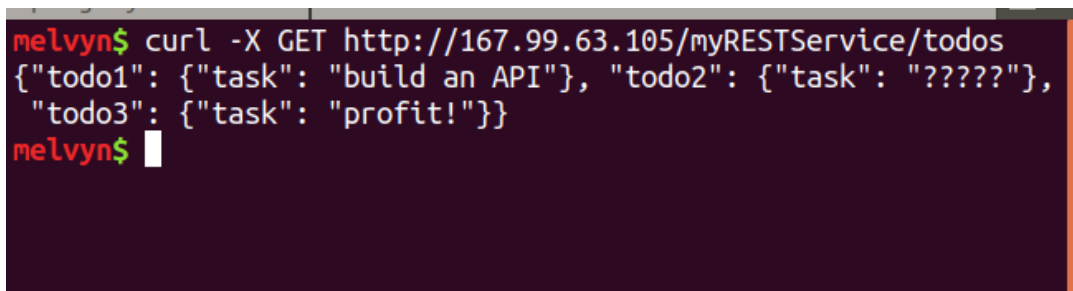 melvyn$ curl -X GET http://167.99.63.105/myRESTService/todos
{"todo1": {"task": "build an API"}, "todo2": {"task": "?????"},
 "todo3": {"task": "profit!"}}
melvyn$